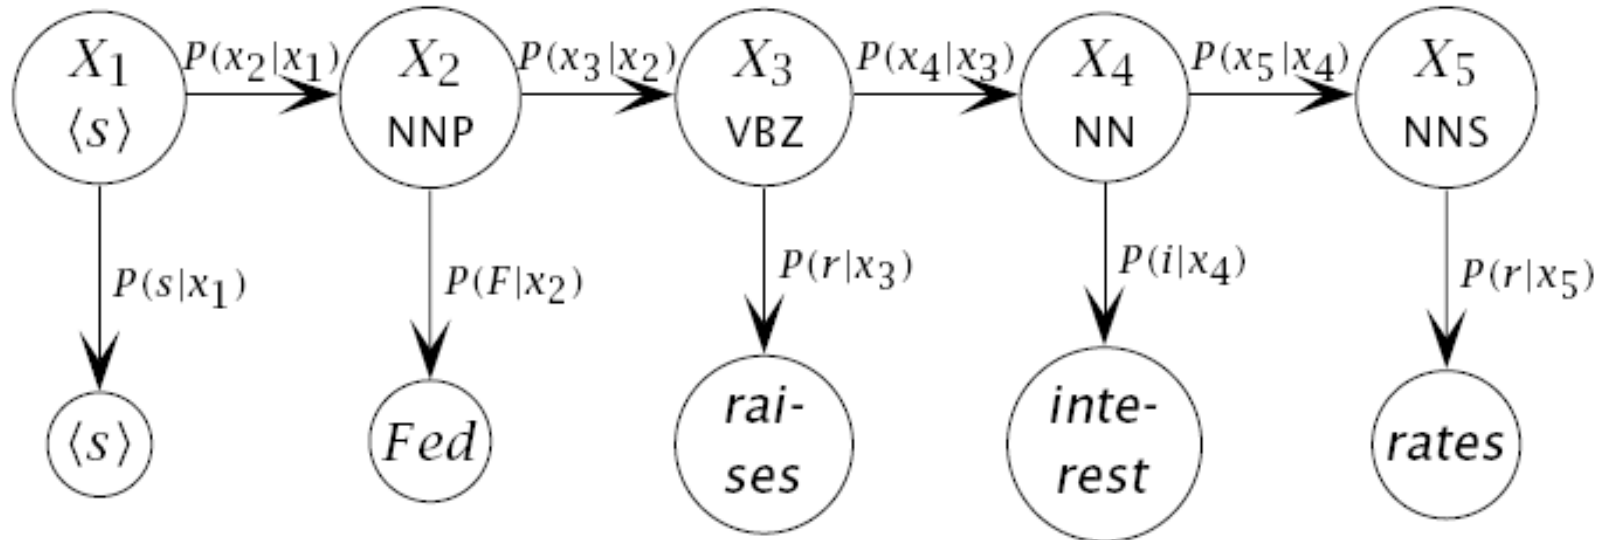 X₁ P(x₂|x₁) X₂ P(x₃|x₂) X₃ P(x₄|x₃) X₄ P(x₅|x₄) X₅
⟨s⟩ NNP VBZ NN NNS
P(s|x₁) P(F|x₂) P(r|x₃) P(i|x₄) P(r|x₅)
⟨s⟩ Fed rai- inte- rates
ses rest